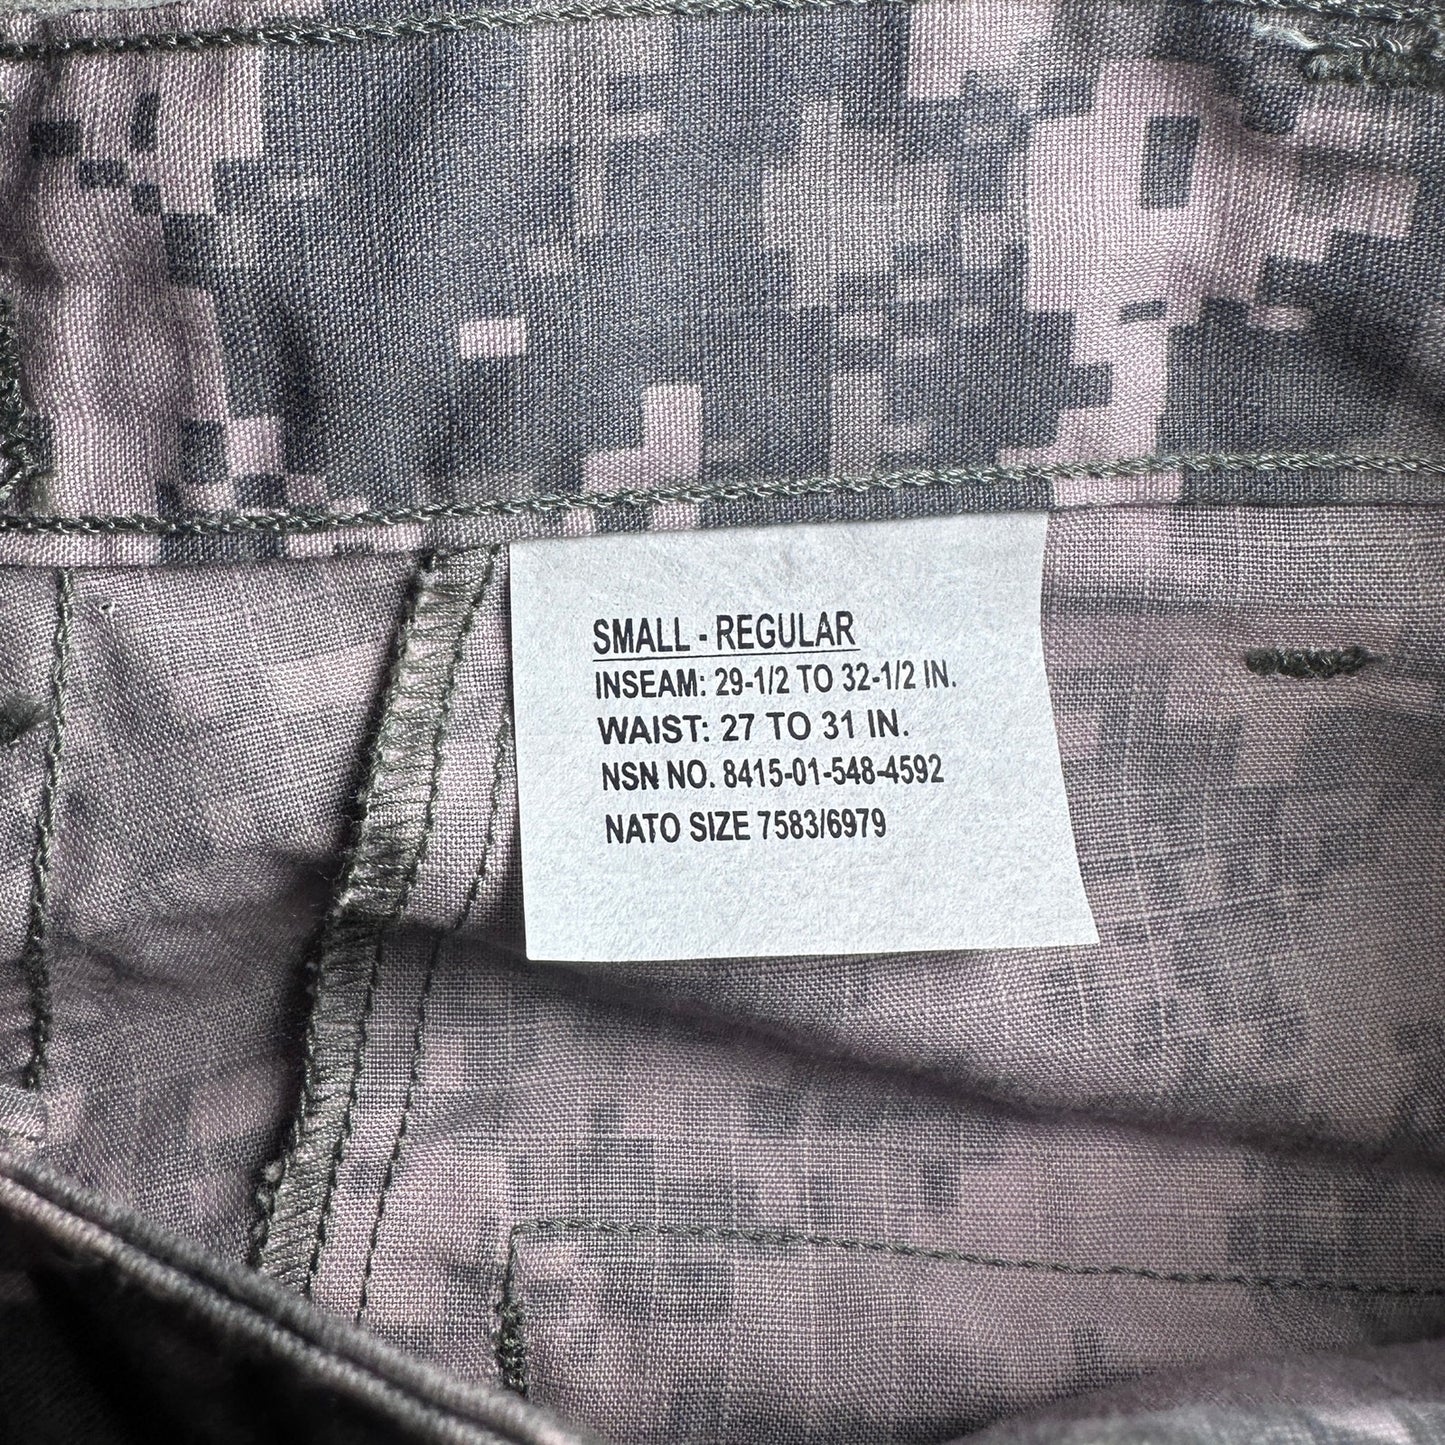 SMALL - REGULAR
INSEAM: 29-1/2 TO 32-1/2 IN.
WAIST: 27 TO 31 IN.
NSN NO. 8415-01-548-4592
NATO SIZE 7583/6979